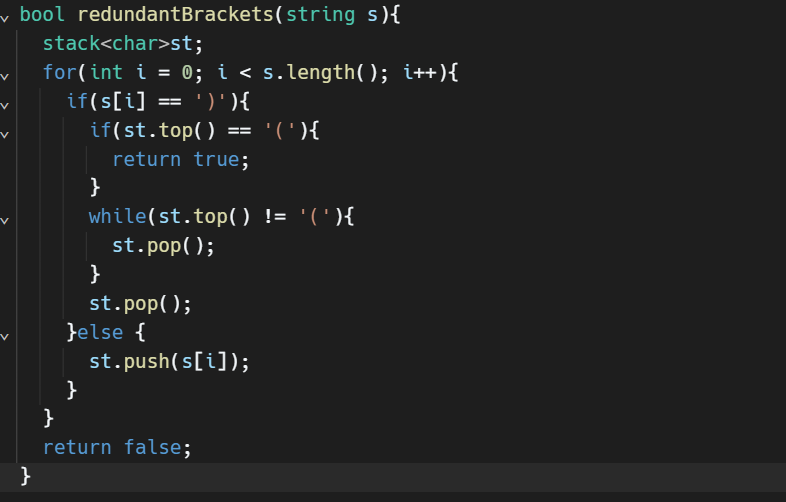 bool redundantBrackets(string s){
  stack<char>st;
  for(int i = 0; i < s.length(); i++){
    if(s[i] == ')'){
      if(st.top() == '('){
        return true;
      }
      while(st.top() != '('){
        st.pop();
      }
      st.pop();
    }else {
      st.push(s[i]);
    }
  }
  return false;
}